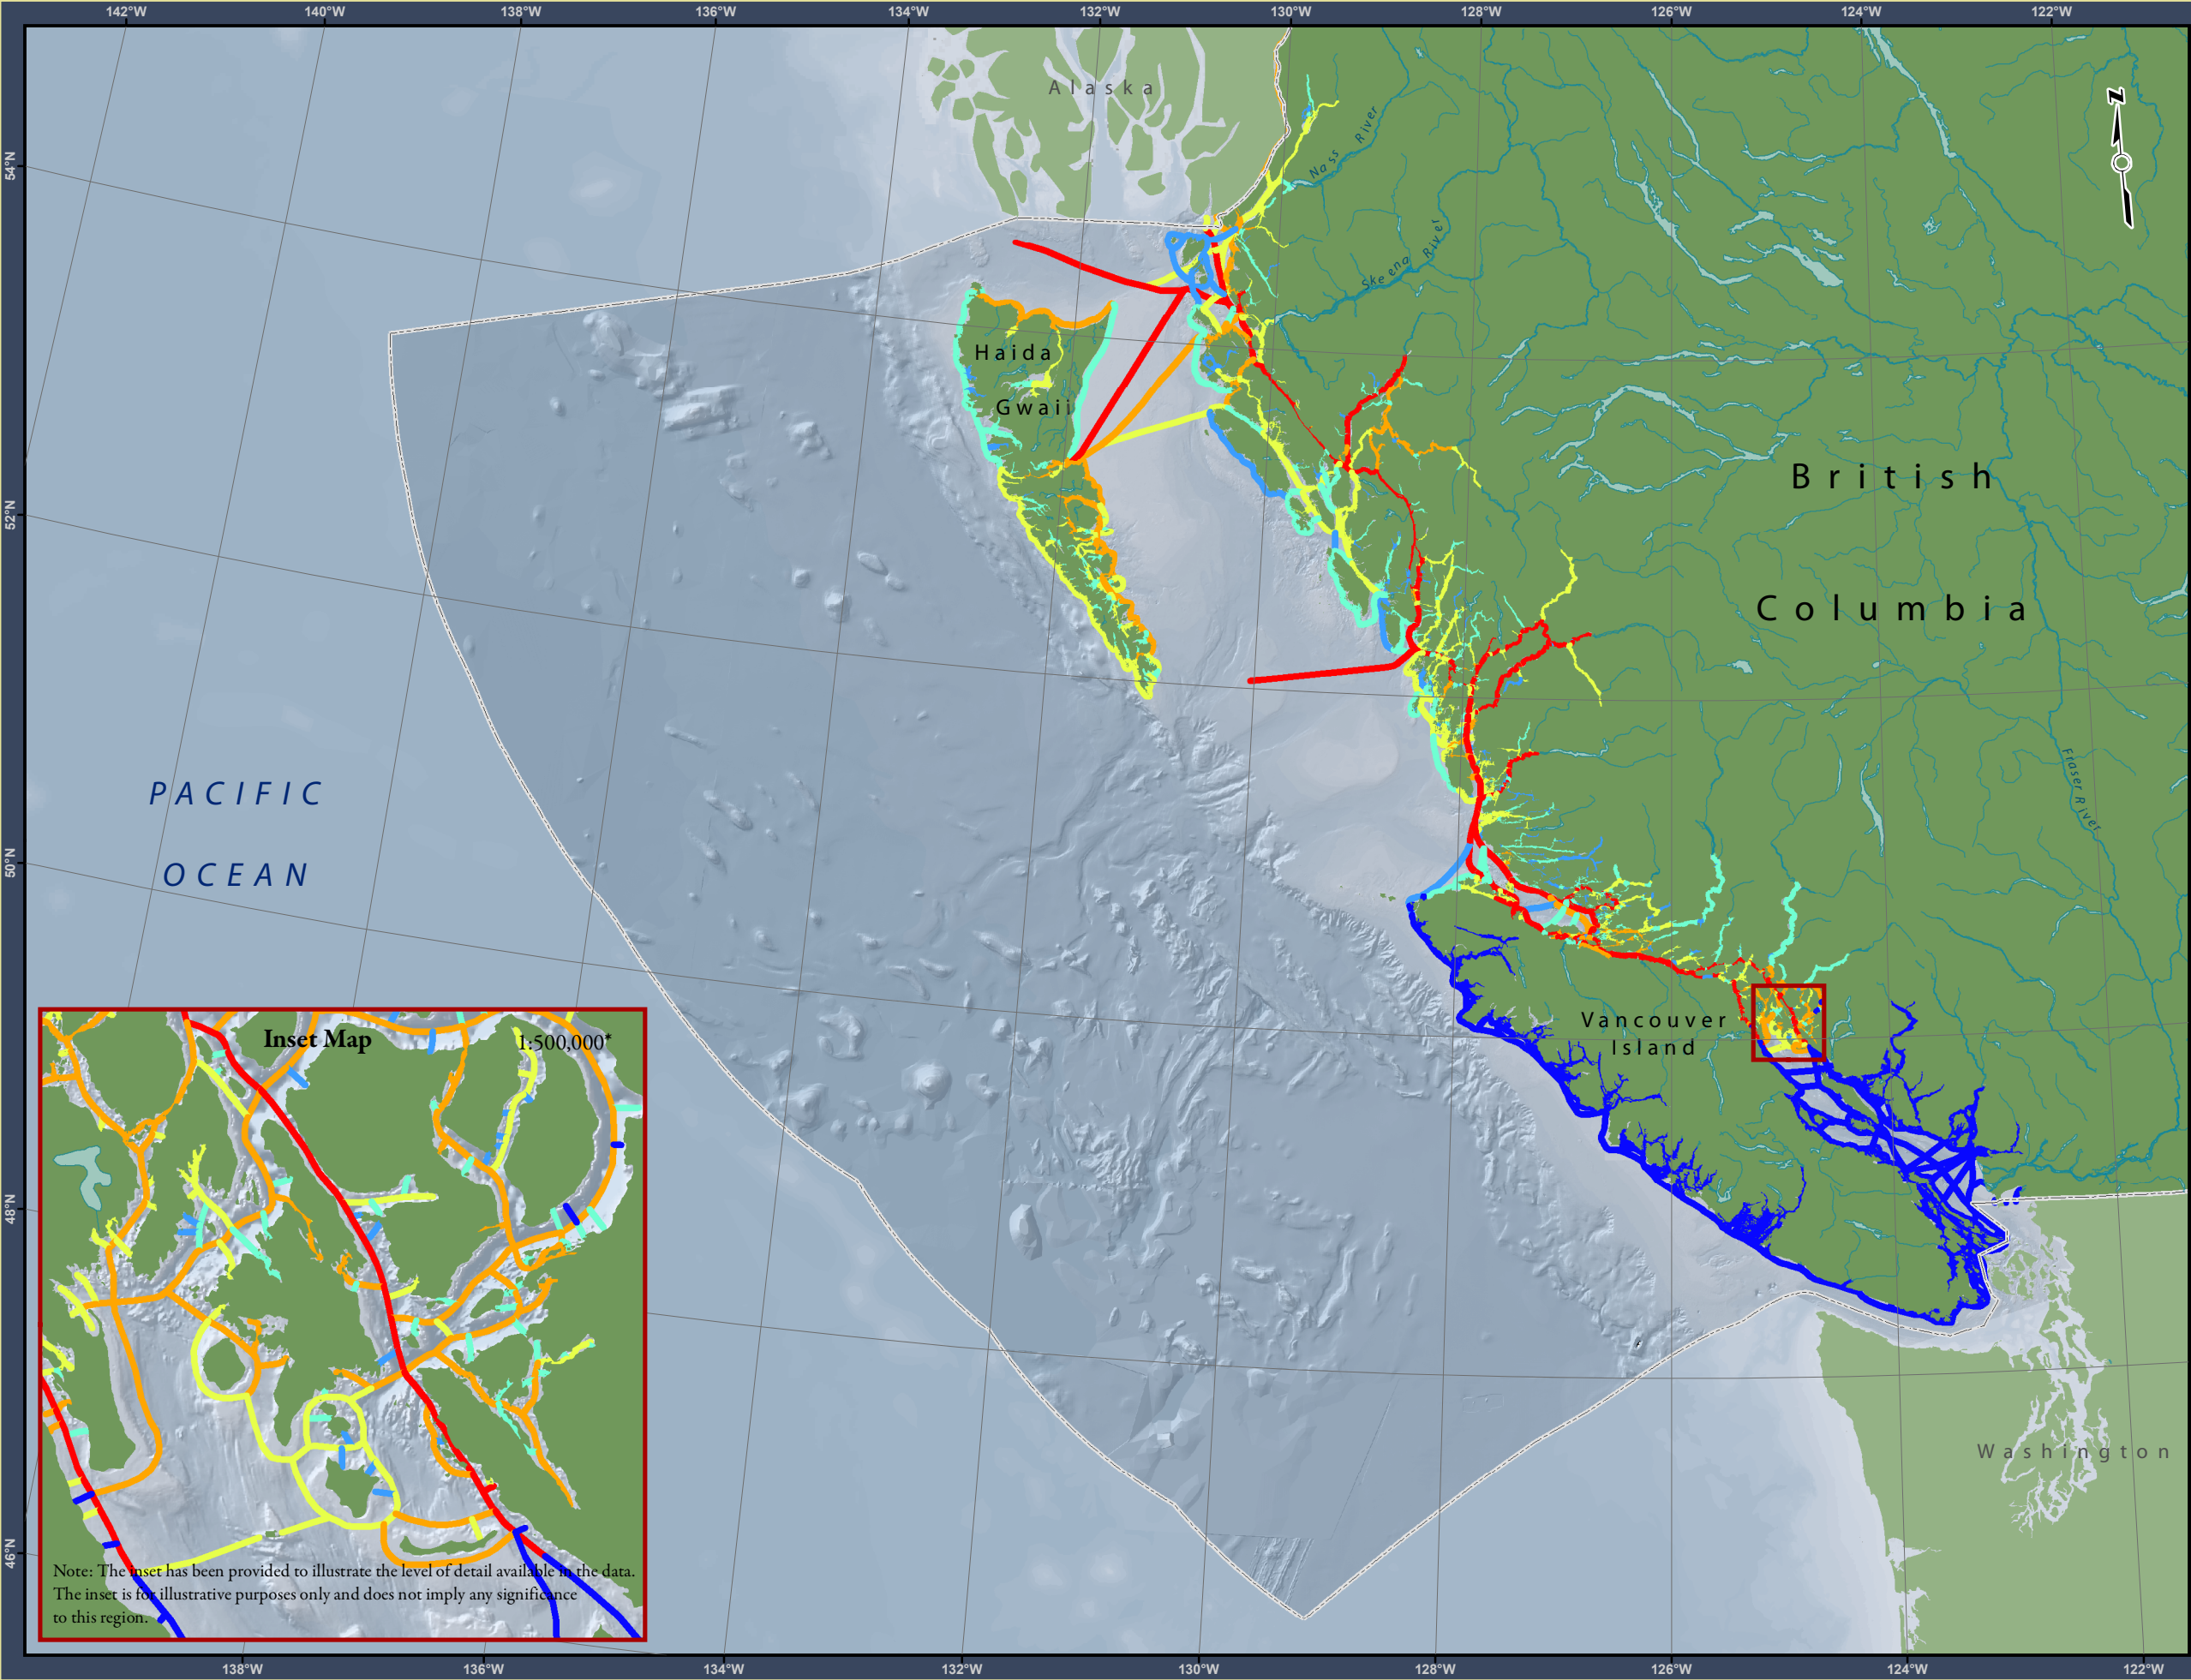 142°W 140°W 138°W 136°W 134°W 132°W 130°W 128°W 126°W 124°W 122°W
Alaska
N
54°N
Nass River
Skeena River
Haida
Gwaii
British
52°N
Columbia
PACIFIC
Fraser River
OCEAN
50°N
Vancouver
Island
Inset Map
1:500,000*
48°N
Washington
46°N
Note: The inset has been provided to illustrate the level of detail available in the data.
The inset is for illustrative purposes only and does not imply any significance
to this region.
138°W 136°W 134°W 132°W 130°W 128°W 126°W 124°W 122°W